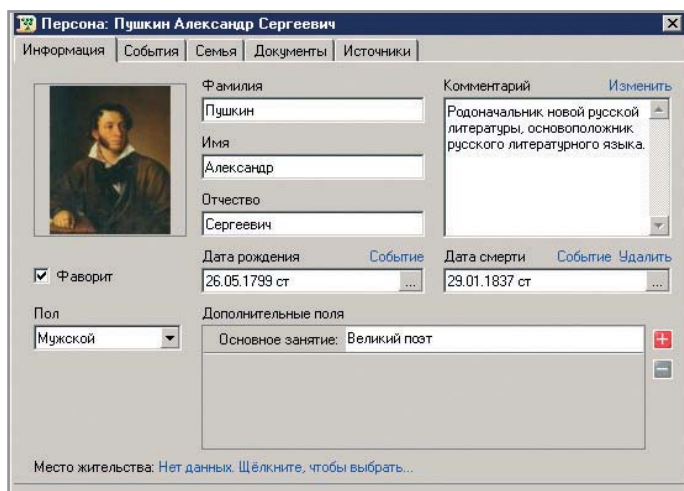 Персона: Пушкин Александр Сергеевич
Информация События Семья Документы Источники
Фамилия
Пушкин
Имя
Александр
Отчество
Сергеевич
Комментарий Изменить
Родоначальник новой русской
литературы, основоположник
русского литературного языка.
Фаворит
Дата рождения Событие
26.05.1799 ст ...
Дата смерти Событие Удалить
29.01.1837 ст ...
Пол
Мужской
Дополнительные поля
Основное занятие: Великий поэт
Место жительства: Нет данных. Щёлкните, чтобы выбрать...